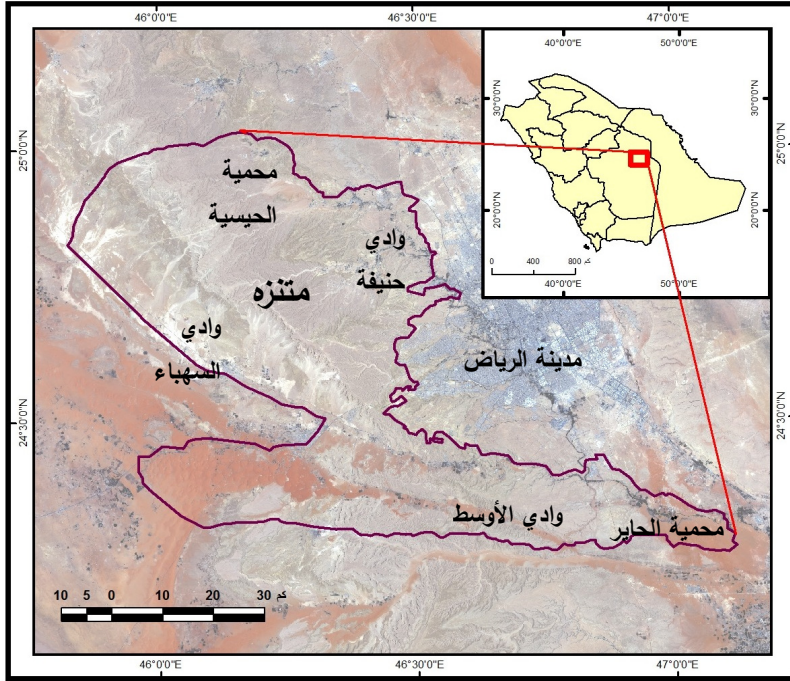 46°0'0"E
46°30'0"E
47°0'0"E
40°0'0"E
50°0'0"E
30°0'0"N
30°0'0"N
20°0'0"N
20°0'0"N
0 400 800 كم
40°0'0"E
50°0'0"E
25°0'0"N
25°0'0"N
محمية
الحيسية
وادي
حنيفة
متنزه
وادي
السهباء
مدينة الرياض
24°30'0"N
24°30'0"N
وادي الأوسط
محمية الحاير
10 5 0 10 20 30 كم
46°0'0"E
46°30'0"E
47°0'0"E